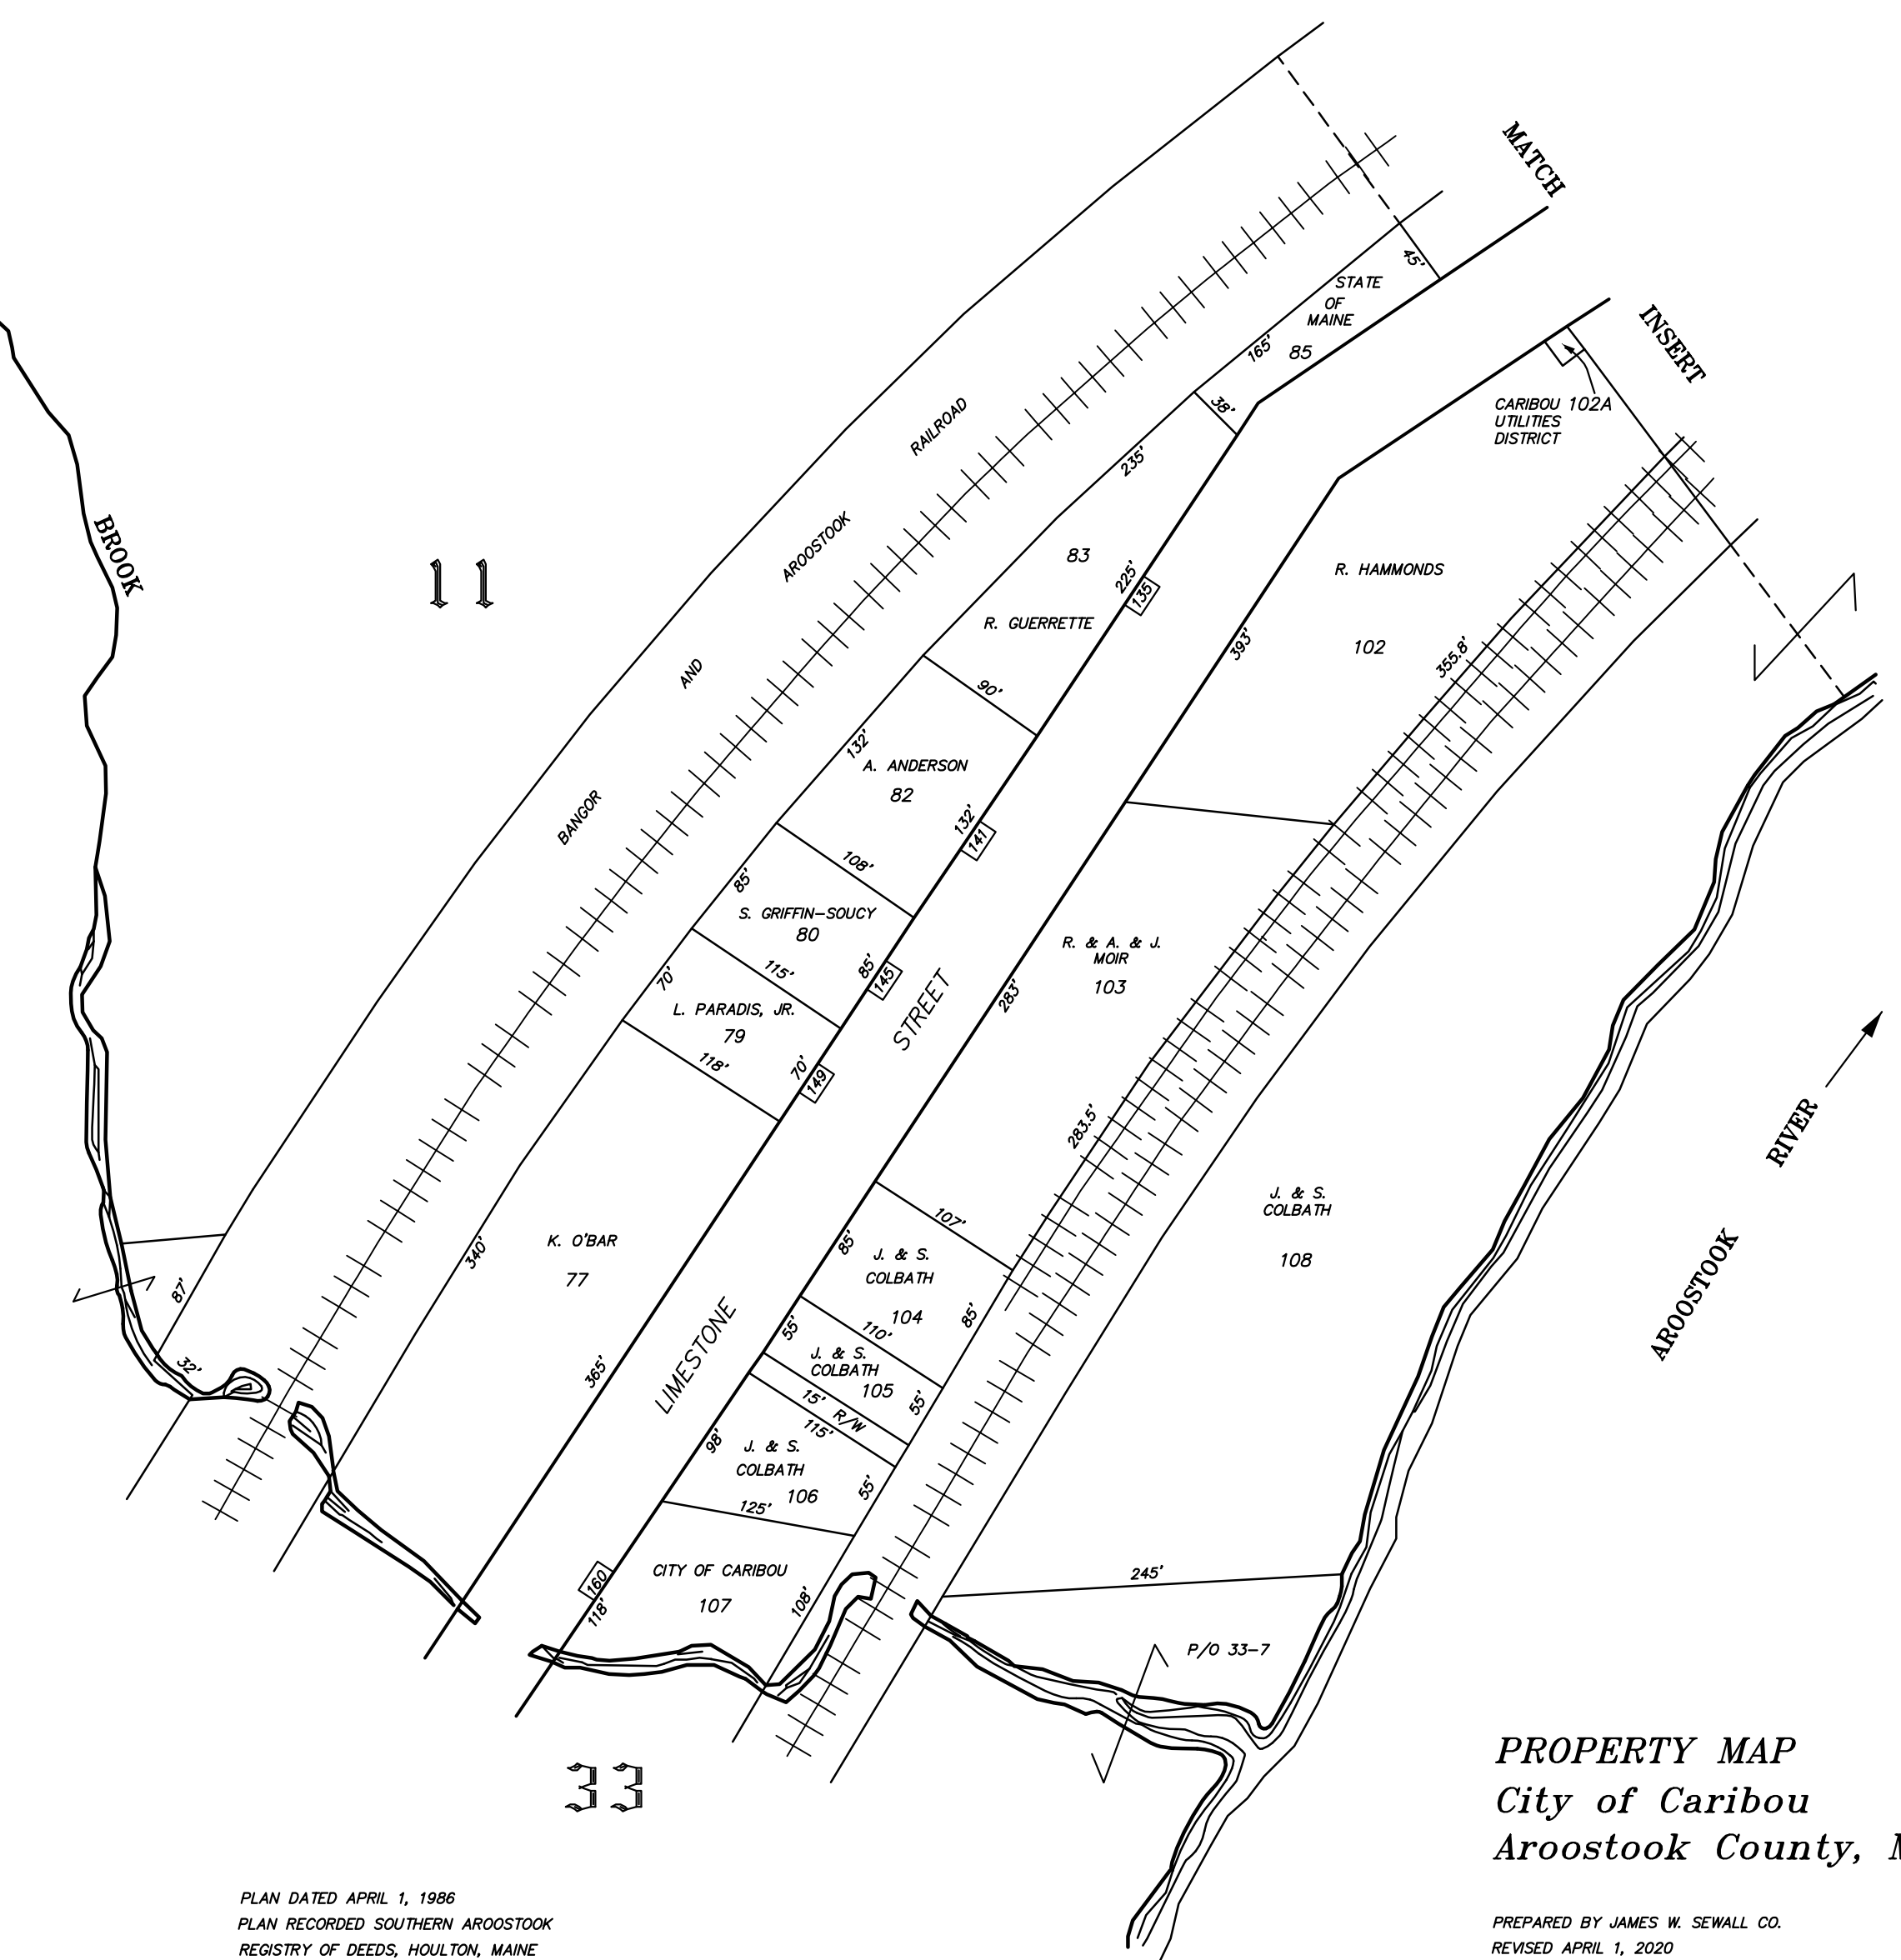 MATCH
INSERT
45'
STATE
OF
MAINE
85
165'
38'
CARIBOU 102A
UTILITIES
DISTRICT
RAILROAD
AROOSTOOK
AND
BANGOR
BROOK
11
235'
83
R. GUERRETTE
225'
135
90'
R. HAMMONDS
102
393'
355.8'
132'
A. ANDERSON
82
132'
141
108'
85'
S. GRIFFIN-SOUCY
80
85'
145
115'
70'
L. PARADIS, JR.
79
70'
149
118'
STREET
LIMESTONE
R. & A. & J.
MOIR
103
283'
283.5'
RIVER
AROOSTOOK
J. & S.
COLBATH
108
K. O'BAR
77
340'
365'
87'
32'
107'
85'
J. & S.
COLBATH
104
85'
110'
55'
J. & S.
COLBATH
105
55'
15' R/W
115'
98'
J. & S.
COLBATH
106
55'
125'
CITY OF CARIBOU
107
160
118'
108'
245'
P/O 33-7
33
PROPERTY MAP
City of Caribou
Aroostook County,
PLAN DATED APRIL 1, 1986
PLAN RECORDED SOUTHERN AROOSTOOK
REGISTRY OF DEEDS, HOULTON, MAINE
PREPARED BY JAMES W. SEWALL CO.
REVISED APRIL 1, 2020